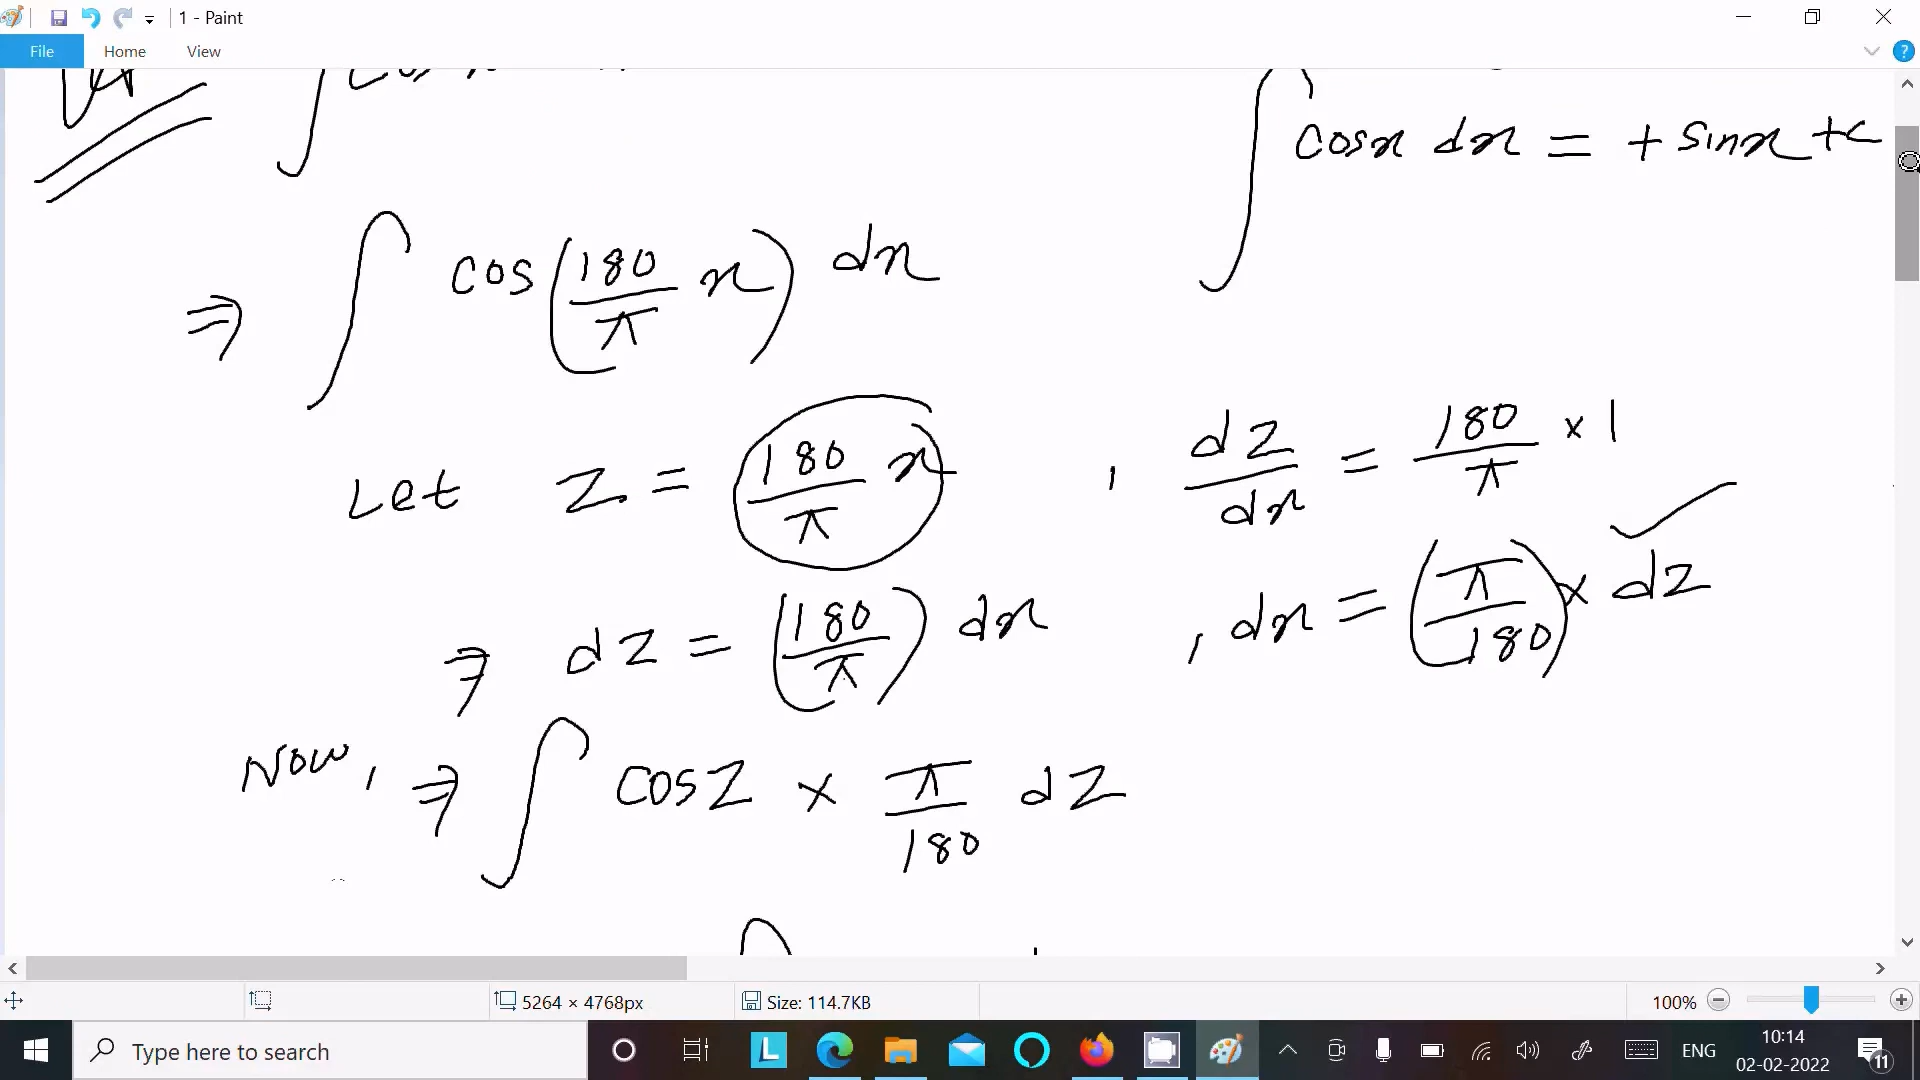 1 - Paint
File Home View
∫ cosx dx = + sinx + c
⇒ ∫ cos(180/π x) dx
Let Z = 180/π x , dZ/dx = 180/π × 1
⇒ dZ = (180/π) dx , dx = (π/180) × dZ
Now, ⇒ ∫ cosZ × π/180 dZ
5264 × 4768px Size: 114.7KB 100%
Type here to search
ENG
10:14
02-02-2022
11